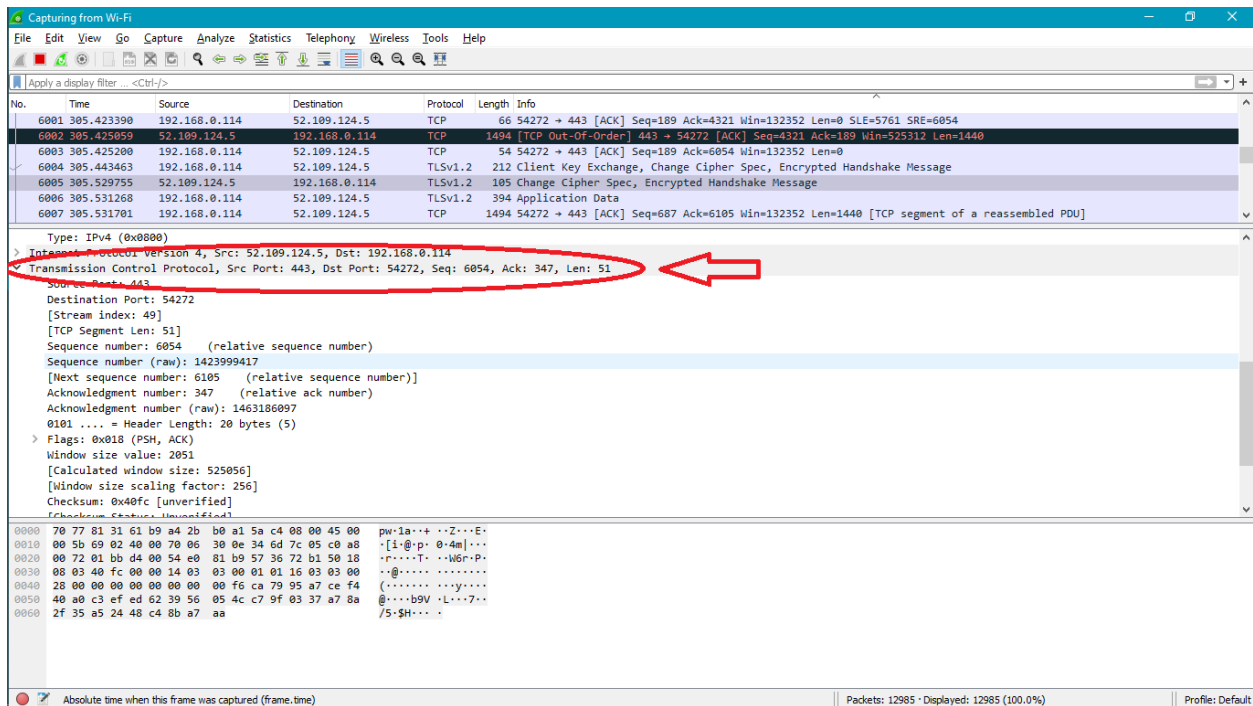 Capturing from Wi-Fi
File Edit View Go Capture Analyze Statistics Telephony Wireless Tools Help
Apply a display filter ... <Ctrl-/>
No. Time Source Destination Protocol Length Info
6001 305.423390 192.168.0.114 52.109.124.5 TCP 66 54272 → 443 [ACK] Seq=189 Ack=4321 Win=132352 Len=0 SLE=5761 SRE=6054
6002 305.425059 52.109.124.5 192.168.0.114 TCP 1494 [TCP Out-Of-Order] 443 → 54272 [ACK] Seq=4321 Ack=189 Win=525312 Len=1440
6003 305.425200 192.168.0.114 52.109.124.5 TCP 54 54272 → 443 [ACK] Seq=189 Ack=6054 Win=132352 Len=0
6004 305.443463 192.168.0.114 52.109.124.5 TLSv1.2 212 Client Key Exchange, Change Cipher Spec, Encrypted Handshake Message
6005 305.529755 52.109.124.5 192.168.0.114 TLSv1.2 105 Change Cipher Spec, Encrypted Handshake Message
6006 305.531268 192.168.0.114 52.109.124.5 TLSv1.2 394 Application Data
6007 305.531701 192.168.0.114 52.109.124.5 TCP 1494 54272 → 443 [ACK] Seq=687 Ack=6105 Win=132352 Len=1440 [TCP segment of a reassembled PDU]
Type: IPv4 (0x0800)
Internet Protocol Version 4, Src: 52.109.124.5, Dst: 192.168.0.114
Transmission Control Protocol, Src Port: 443, Dst Port: 54272, Seq: 6054, Ack: 347, Len: 51
Source Port: 443
Destination Port: 54272
[Stream index: 49]
[TCP Segment Len: 51]
Sequence number: 6054 (relative sequence number)
Sequence number (raw): 1423999417
[Next sequence number: 6105 (relative sequence number)]
Acknowledgment number: 347 (relative ack number)
Acknowledgment number (raw): 1463186097
0101 .... = Header Length: 20 bytes (5)
Flags: 0x018 (PSH, ACK)
Window size value: 2051
[Calculated window size: 525056]
[Window size scaling factor: 256]
Checksum: 0x40fc [unverified]
[Checksum Status: Unverified]
0000 70 77 81 31 61 b9 a4 2b b0 a1 5a c4 08 00 45 00 pw·1a··+ ··Z···E·
0010 00 5b 69 02 40 00 70 06 30 0e 34 6d 7c 05 c0 a8 ·[i·@·p· 0·4m|···
0020 00 72 01 bb d4 00 54 e0 81 b9 57 36 72 b1 50 18 ·r····T· ··W6r·P·
0030 08 03 40 fc 00 00 14 03 03 00 01 01 16 03 03 00 ··@····· ········
0040 28 00 00 00 00 00 00 00 00 f6 ca 79 95 a7 ce f4 (······· ···y····
0050 40 a0 c3 ef ed 62 39 56 05 4c c7 9f 03 37 a7 8a @····b9V ·L···7··
0060 2f 35 a5 24 48 c4 8b a7 aa /5·$H··· ·
Absolute time when this frame was captured (frame.time) Packets: 12985 · Displayed: 12985 (100.0%) Profile: Default